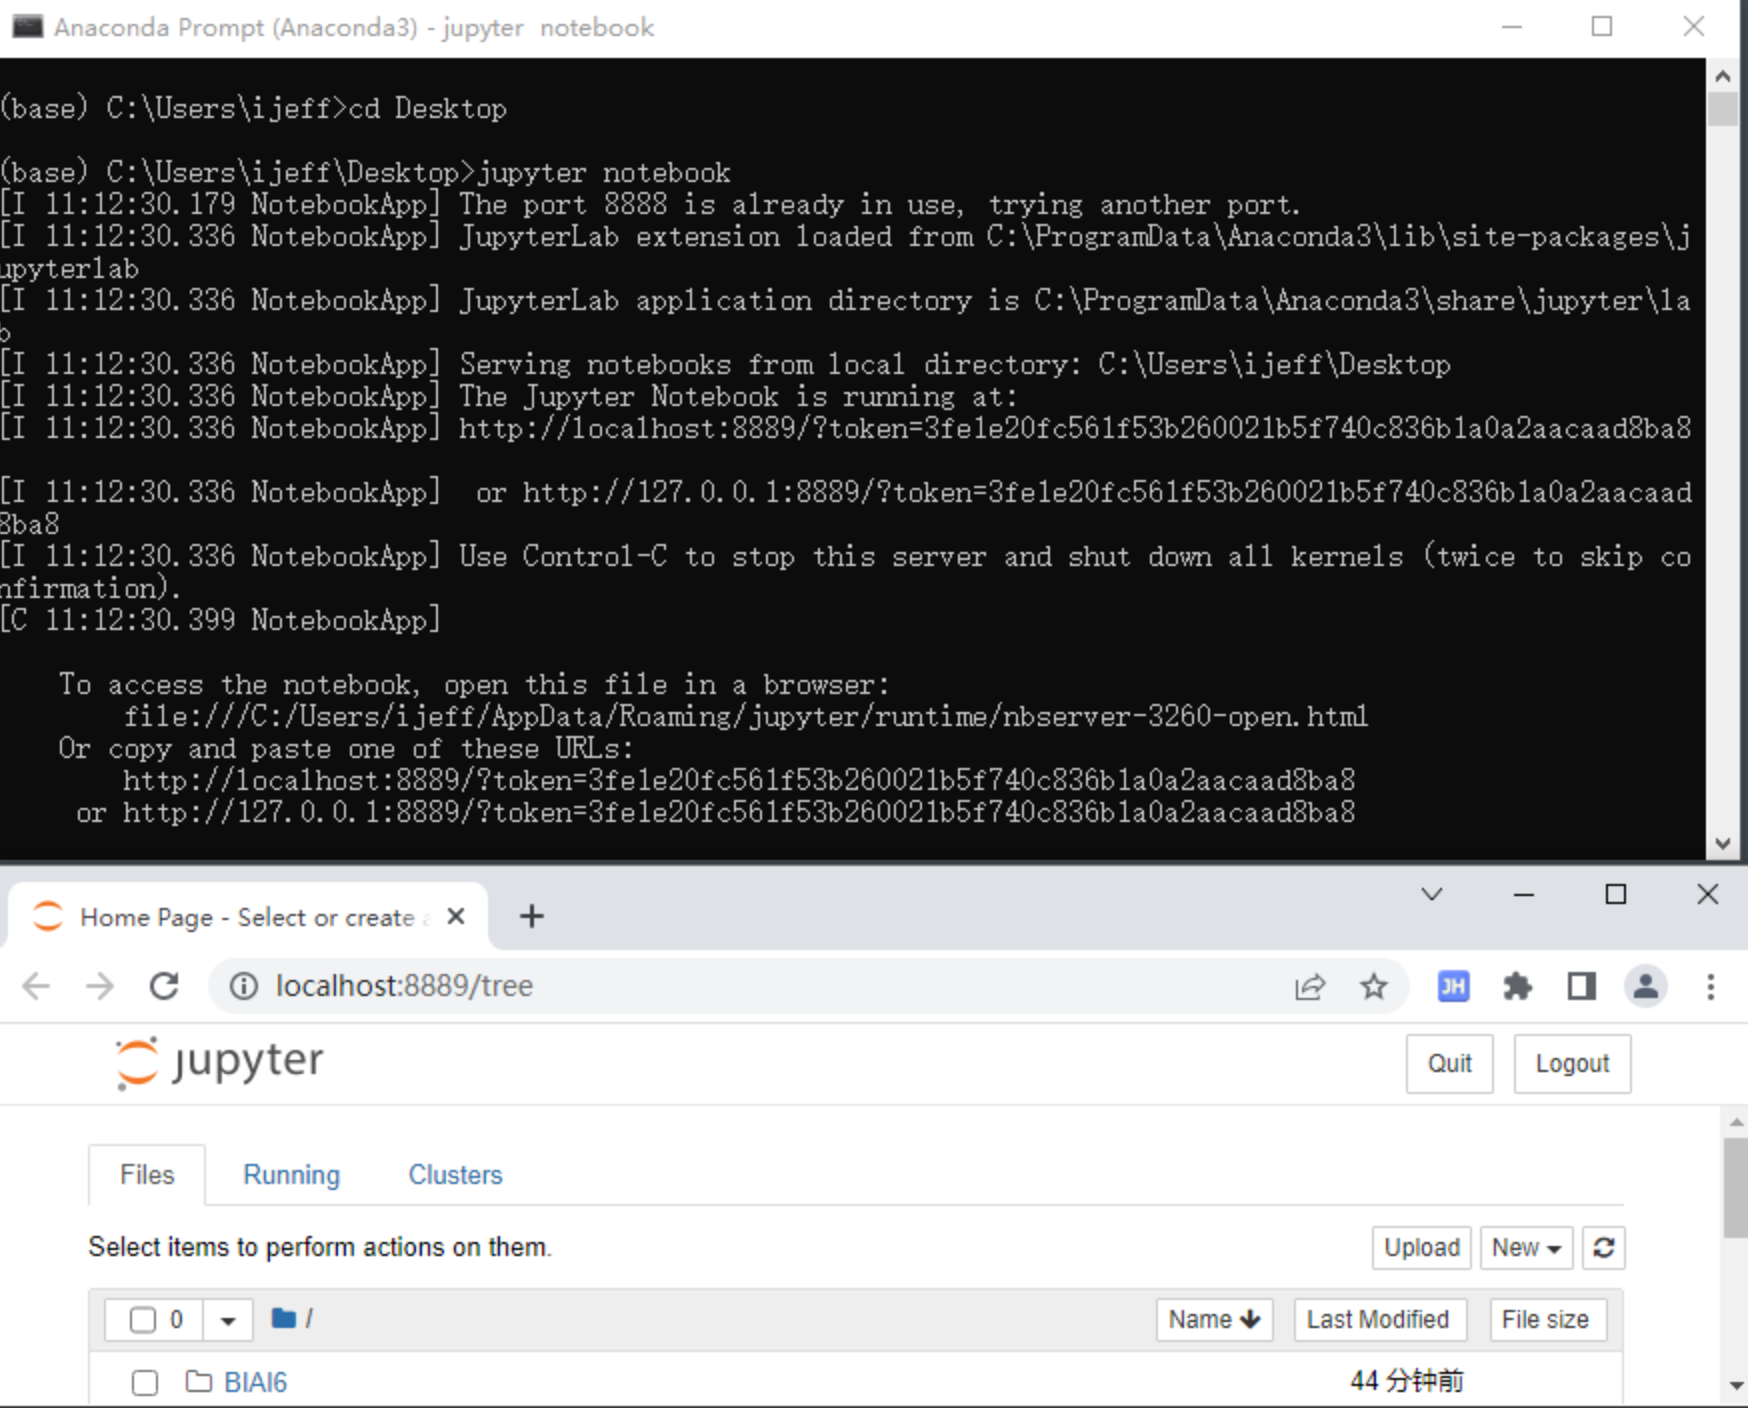 Anaconda Prompt (Anaconda3) - jupyter notebook
(base) C:\Users\ijeff>cd Desktop
(base) C:\Users\ijeff\Desktop>jupyter notebook
[I 11:12:30.179 NotebookApp] The port 8888 is already in use, trying another port.
[I 11:12:30.336 NotebookApp] JupyterLab extension loaded from C:\ProgramData\Anaconda3\lib\site-packages\j
upyterlab
[I 11:12:30.336 NotebookApp] JupyterLab application directory is C:\ProgramData\Anaconda3\share\jupyter\la
b
[I 11:12:30.336 NotebookApp] Serving notebooks from local directory: C:\Users\ijeff\Desktop
[I 11:12:30.336 NotebookApp] The Jupyter Notebook is running at:
[I 11:12:30.336 NotebookApp] http://localhost:8889/?token=3fe1e20fc561f53b260021b5f740c836b1a0a2aacaad8ba8
[I 11:12:30.336 NotebookApp]  or http://127.0.0.1:8889/?token=3fe1e20fc561f53b260021b5f740c836b1a0a2aacaad
8ba8
[I 11:12:30.336 NotebookApp] Use Control-C to stop this server and shut down all kernels (twice to skip co
nfirmation).
[C 11:12:30.399 NotebookApp]
To access the notebook, open this file in a browser:
file:///C:/Users/ijeff/AppData/Roaming/jupyter/runtime/nbserver-3260-open.html
Or copy and paste one of these URLs:
http://localhost:8889/?token=3fe1e20fc561f53b260021b5f740c836b1a0a2aacaad8ba8
or http://127.0.0.1:8889/?token=3fe1e20fc561f53b260021b5f740c836b1a0a2aacaad8ba8
Home Page - Select or create a
localhost:8889/tree
JH
jupyter
Quit Logout
Files Running Clusters
Select items to perform actions on them.
Upload New
0 / Name Last Modified File size
BIAI6 44 分钟前